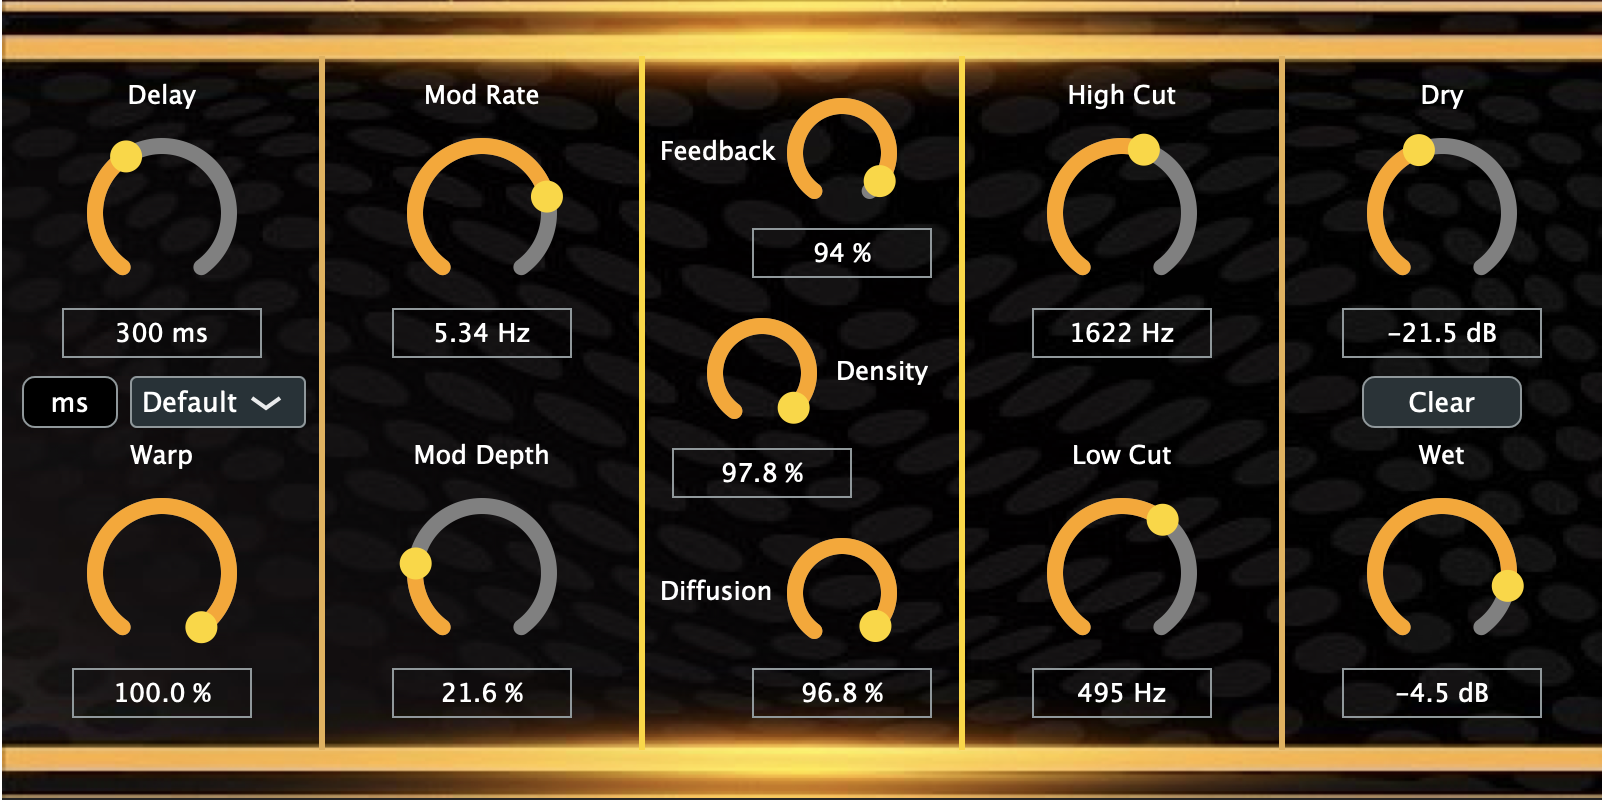 Delay
300 ms
ms
Default
Warp
100.0 %
Mod Rate
5.34 Hz
Mod Depth
21.6 %
Feedback
94 %
Density
97.8 %
Diffusion
96.8 %
High Cut
1622 Hz
Low Cut
495 Hz
Dry
-21.5 dB
Clear
Wet
-4.5 dB